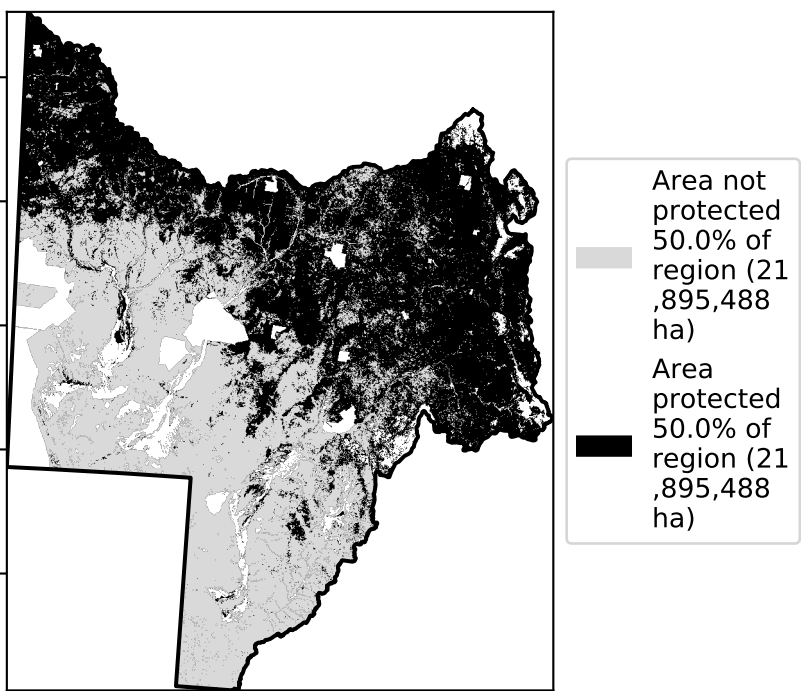 Area not
protected
50.0% of
region (21
,895,488
ha)
Area
protected
50.0% of
region (21
,895,488
ha)